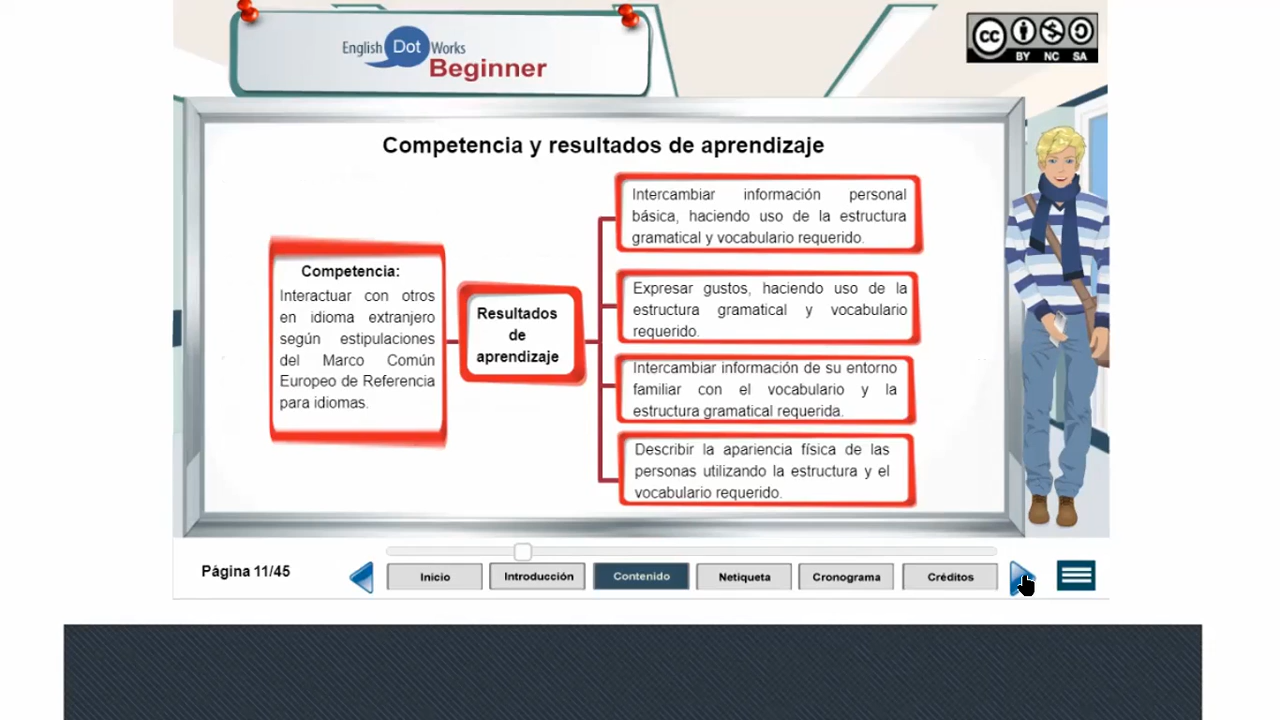 English Dot Works
Beginner
CC BY NC SA
Competencia y resultados de aprendizaje
Competencia:
Interactuar con otros
en idioma extranjero
según estipulaciones
del Marco Común
Europeo de Referencia
para idiomas.
Resultados
de
aprendizaje
Intercambiar información personal
básica, haciendo uso de la estructura
gramatical y vocabulario requerido.
Expresar gustos, haciendo uso de la
estructura gramatical y vocabulario
requerido.
Intercambiar información de su entorno
familiar con el vocabulario y la
estructura gramatical requerida.
Describir la apariencia física de las
personas utilizando la estructura y el
vocabulario requerido.
Página 11/45
Inicio
Introducción
Contenido
Netiqueta
Cronograma
Créditos